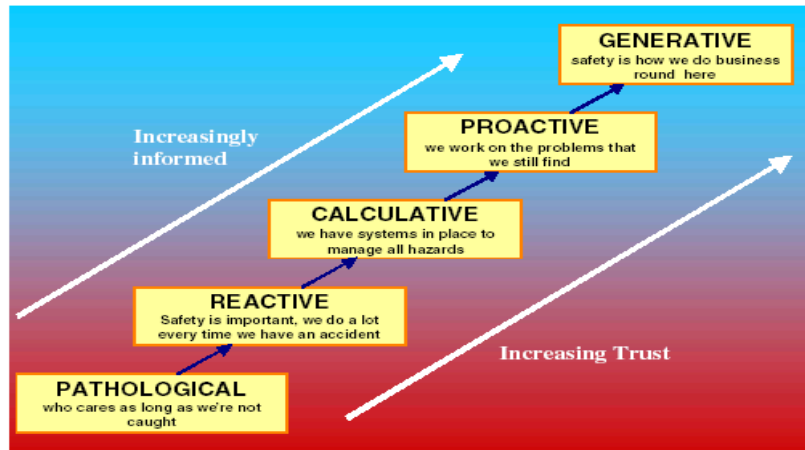 GENERATIVE
safety is how we do business
round here
Increasingly
informed
PROACTIVE
we work on the problems that
we still find
CALCULATIVE
we have systems in place to
manage all hazards
REACTIVE
Safety is important, we do a lot
every time we have an accident
Increasing Trust
PATHOLOGICAL
who cares as long as we're not
caught